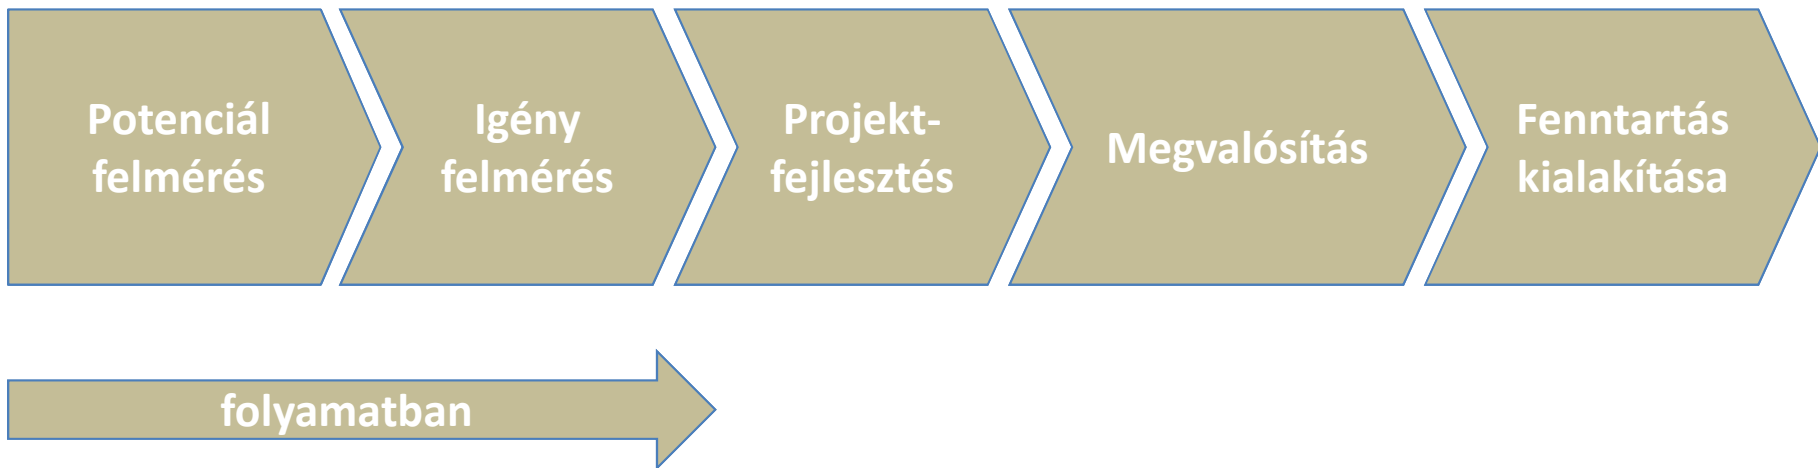 Potenciál
felmérés
Igény
felmérés
Projekt-
fejlesztés
Megvalósítás
Fenntartás
kialakítása
folyamatban